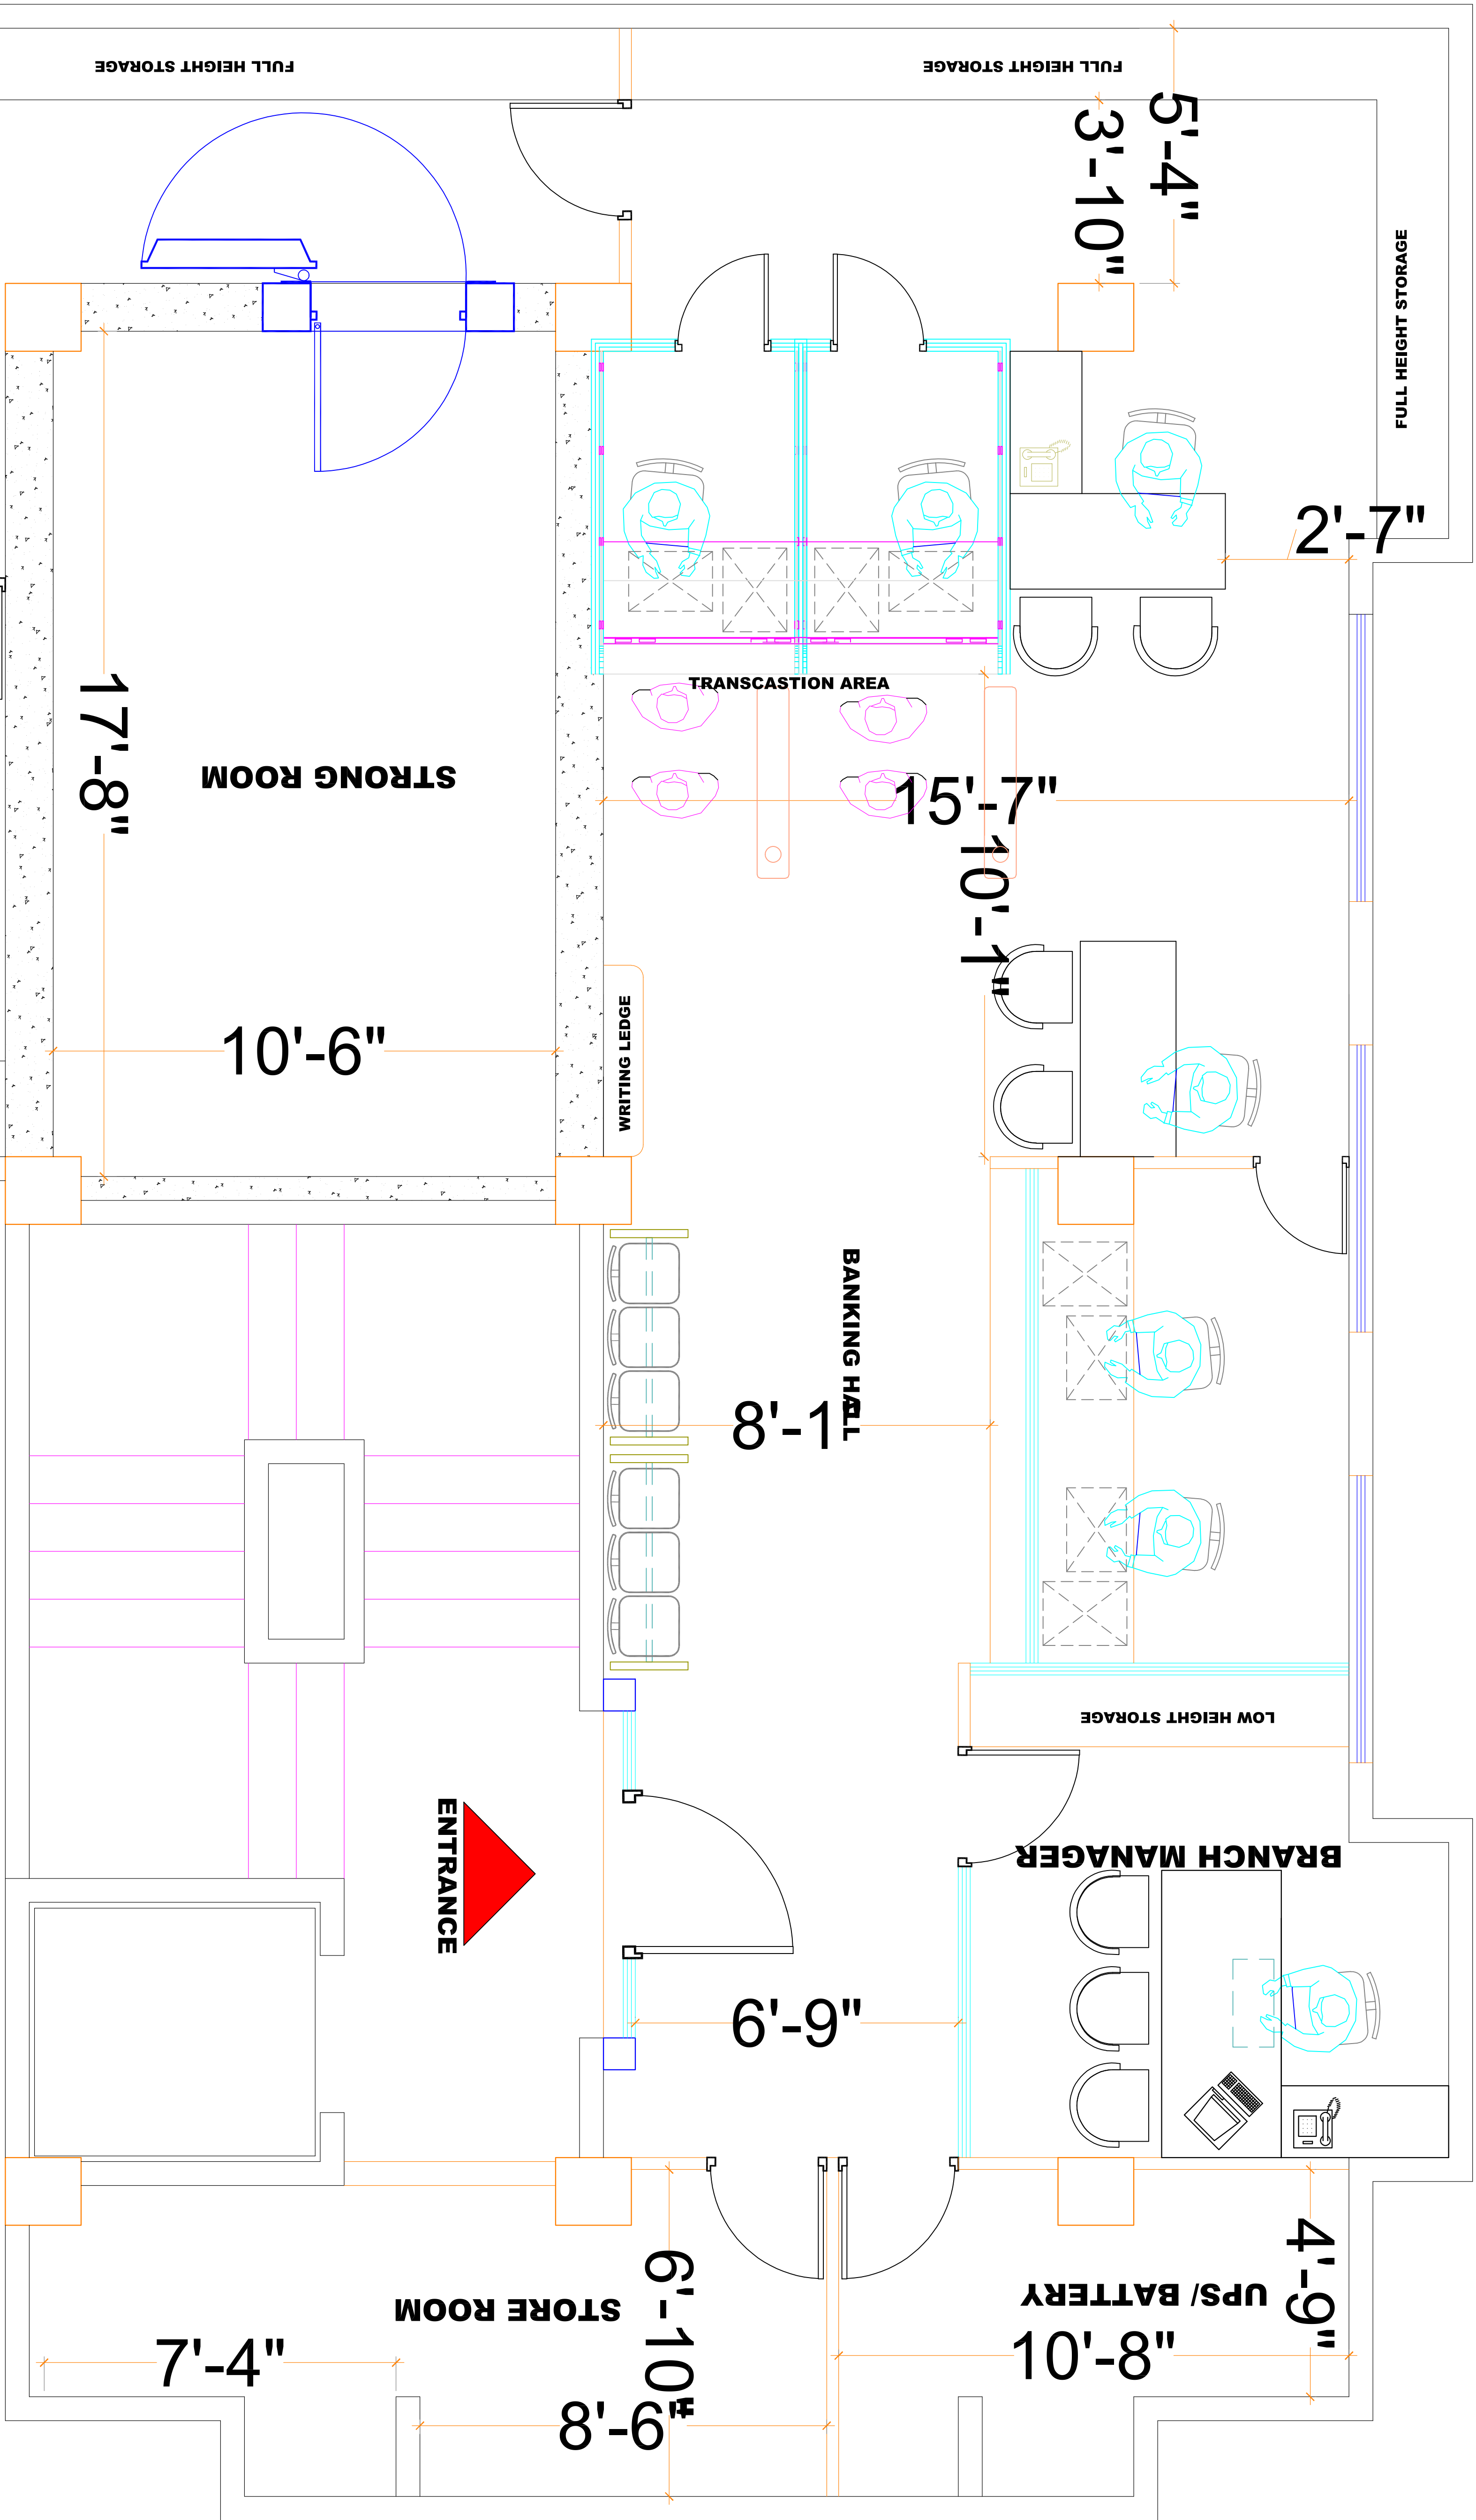 FULL HEIGHT STORAGE
FULL HEIGHT STORAGE
5'-4"
3'-10"
FULL HEIGHT STORAGE
2'-7"
TRANSCASTION AREA
17'-8"
STRONG ROOM
15'-7"
10'-1"
10'-6"
WRITING LEDGE
BANKING HALL
8'-1"
LOW HEIGHT STORAGE
ENTRANCE
BRANCH MANAGER
6'-9"
4'-9"
6'-10"
STORE ROOM
UPS/ BATTERY
7'-4"
10'-8"
8'-6"